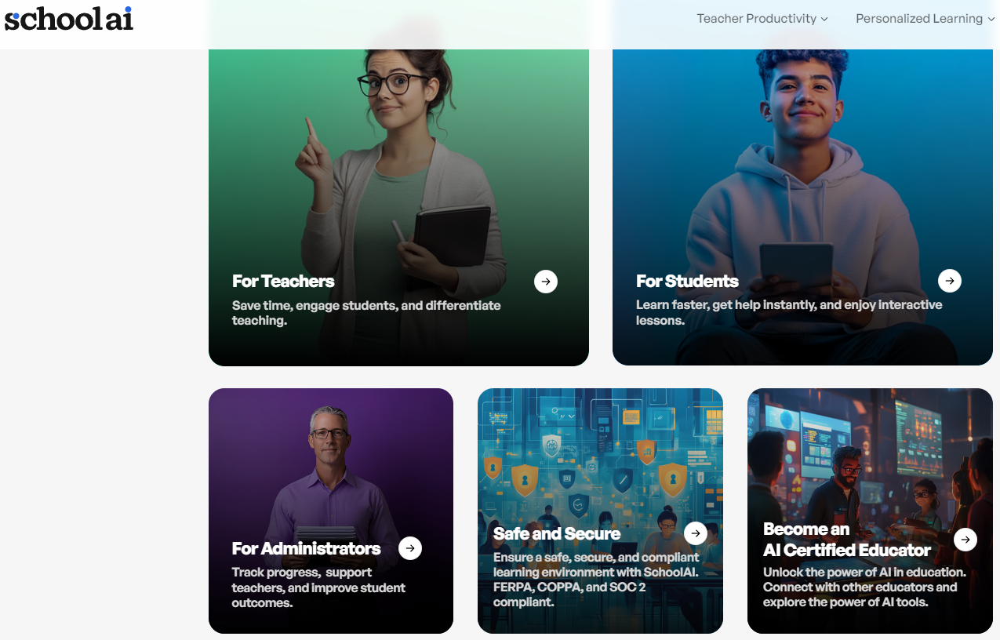 schoolai
Teacher Productivity
Personalized Learning
For Teachers
Save time, engage students, and differentiate
teaching.
For Students
Learn faster, get help instantly, and enjoy interactive
lessons.
For Administrators
Track progress,  support
teachers, and improve student
outcomes.
Safe and Secure
Ensure a safe, secure, and compliant
learning environment with SchoolAI.
FERPA, COPPA, and SOC 2
compliant.
Become an
AI Certified Educator
Unlock the power of AI in education.
Connect with other educators and
explore the power of AI tools.